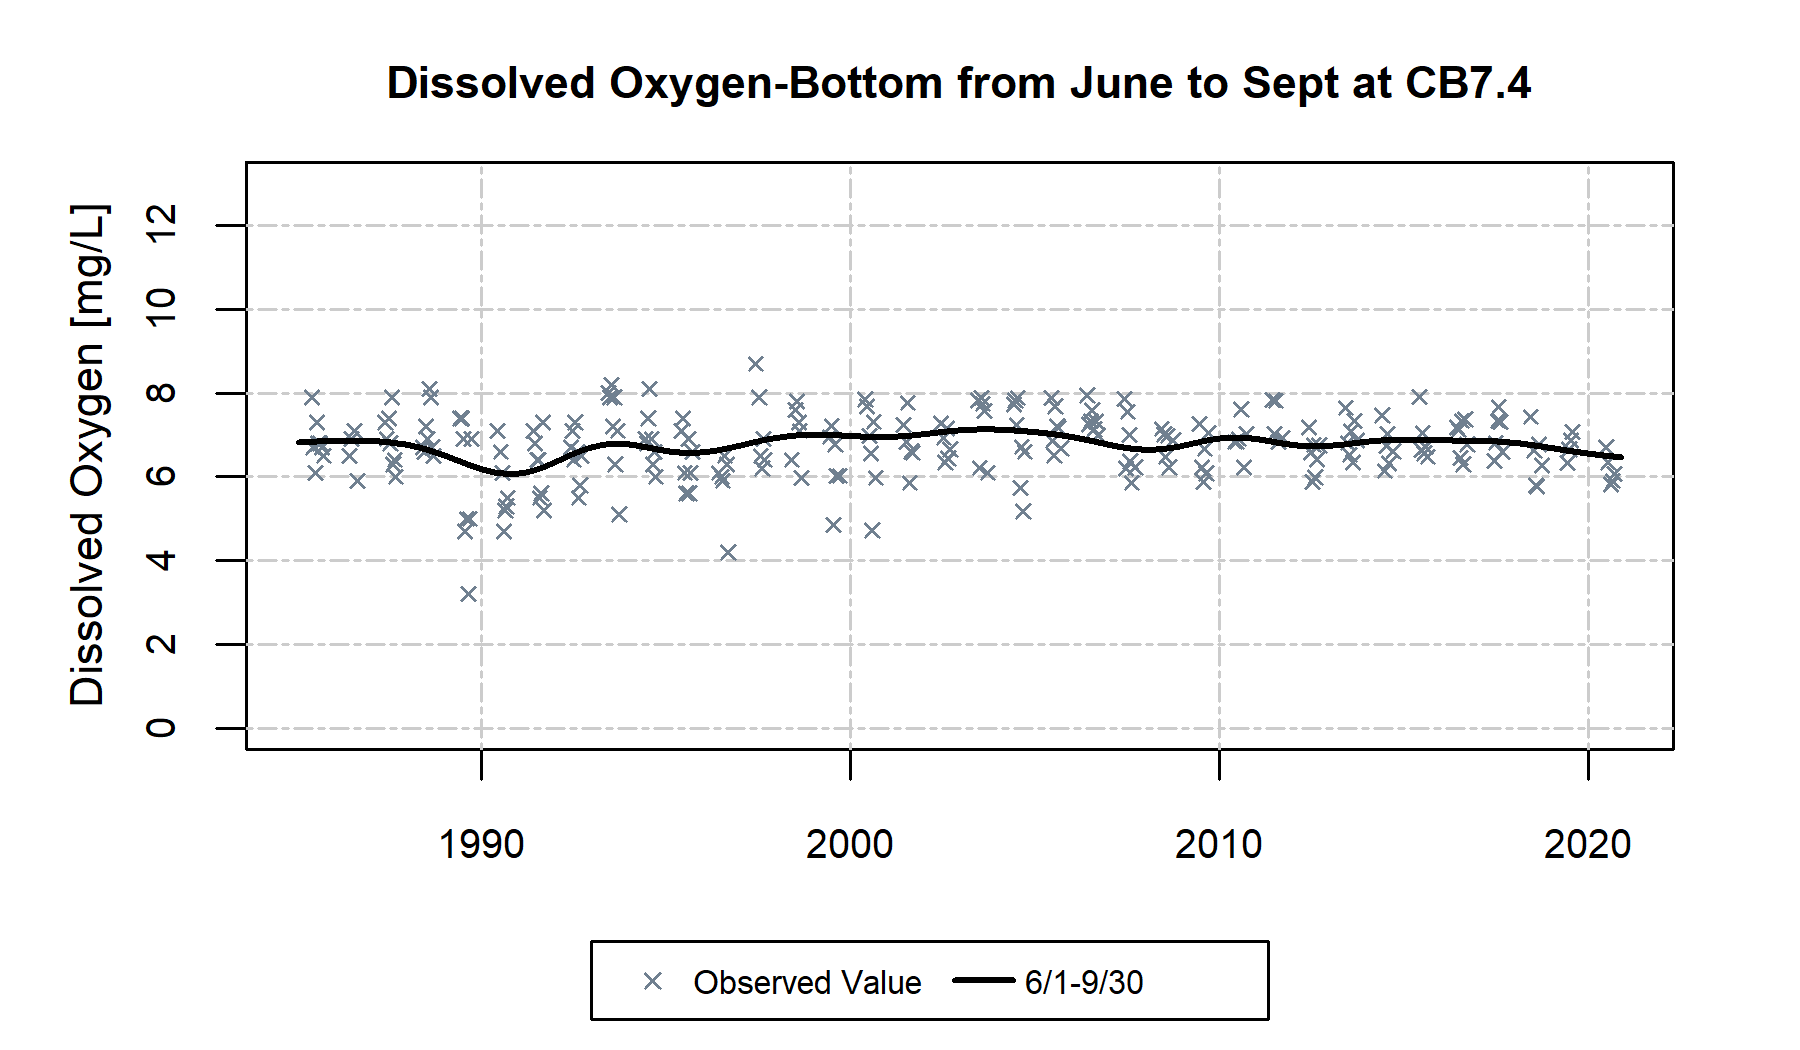 Dissolved Oxygen-Bottom from June to Sept at CB7.4
Dissolved Oxygen [mg/L]
12
10
8
6
4
2
0
1990 2000 2010 2020
Observed Value 6/1-9/30